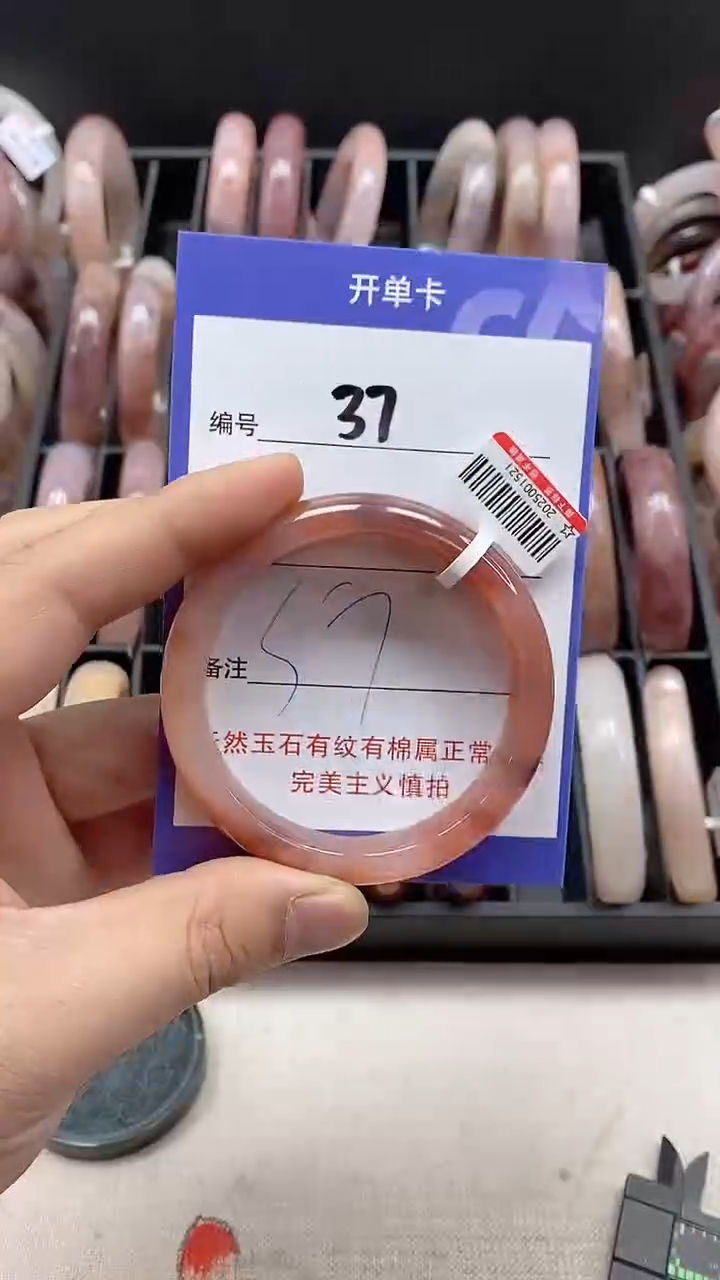 开单卡
编号 37
2025001521
备注 57
然玉石有纹有棉属正常
完美主义慎拍